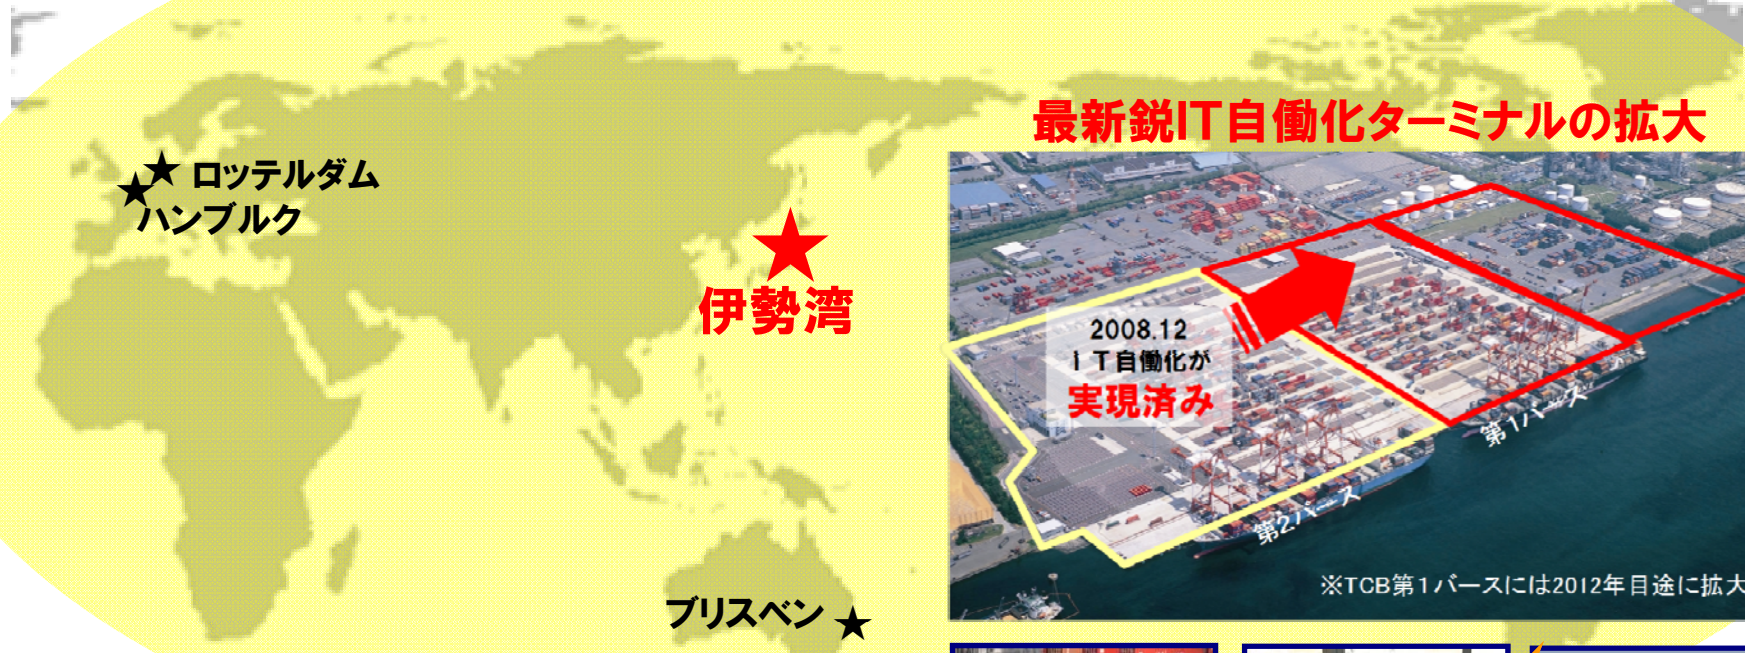 最新鋭IT自働化ターミナルの拡大
★ ロッテルダム
★
ハンブルク
★
伊勢湾
2008.12
IT自働化が
実現済み
第1バース
第2バース
※TCB第1バースには2012年目途に拡大
ブリスベン ★